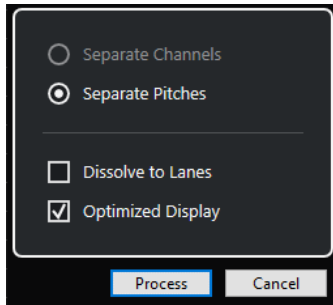 Separate Channels
Separate Pitches
Dissolve to Lanes
Optimized Display
Process Cancel